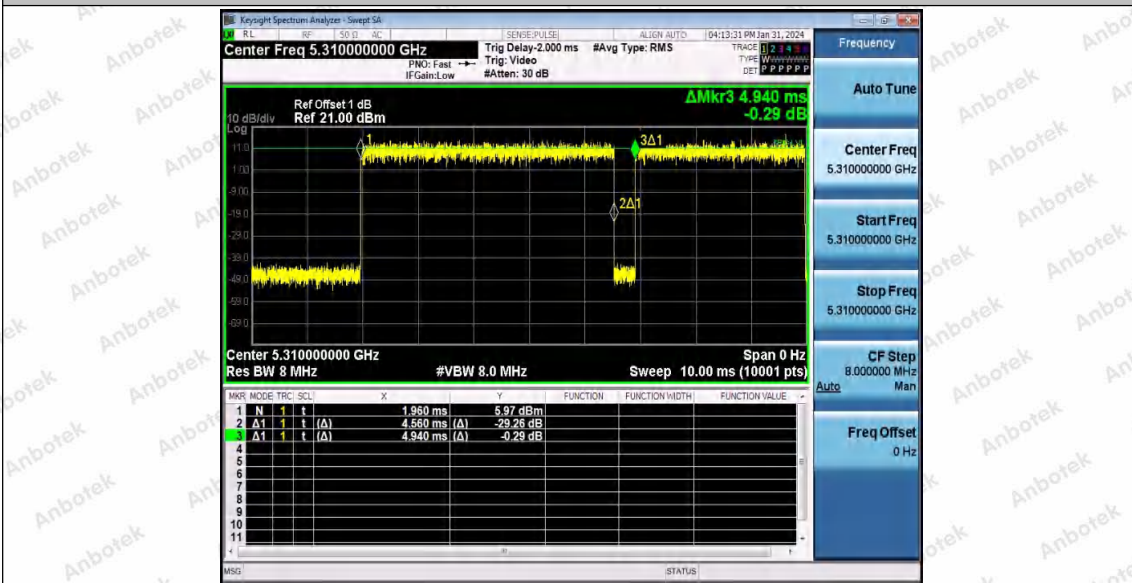 Keysight Spectrum Analyzer - Swept SA
RL RF 50 Ω AC SENSE:PULSE ALIGN AUTO 04:13:31 PM Jan 31, 2024
Center Freq 5.310000000 GHz
PNO: Fast
IFGain:Low
Trig Delay-2.000 ms
Trig: Video
#Atten: 30 dB
#Avg Type: RMS
TRACE 1 2 3 4 5 6
TYPE W
DET P P P P P P
Frequency
ΔMkr3 4.940 ms
-0.29 dB
Ref Offset 1 dB
10 dB/div Ref 21.00 dBm
Log
11.0
1.00
-9.00
-19.0
-29.0
-39.0
-49.0
-59.0
-69.0
1
2Δ1
3Δ1
Center 5.310000000 GHz Span 0 Hz
Res BW 8 MHz #VBW 8.0 MHz Sweep 10.00 ms (10001 pts)
MKR MODE TRC SCL X Y FUNCTION FUNCTION WIDTH FUNCTION VALUE
1 N 1 t 1.960 ms 5.97 dBm
2 Δ1 1 t (Δ) 4.560 ms (Δ) -29.26 dB
3 Δ1 1 t (Δ) 4.940 ms (Δ) -0.29 dB
4
5
6
7
8
9
10
11
MSG STATUS
Auto Tune
Center Freq
5.310000000 GHz
Start Freq
5.310000000 GHz
Stop Freq
5.310000000 GHz
CF Step
8.000000 MHz
Auto Man
Freq Offset
0 Hz
Anbotek